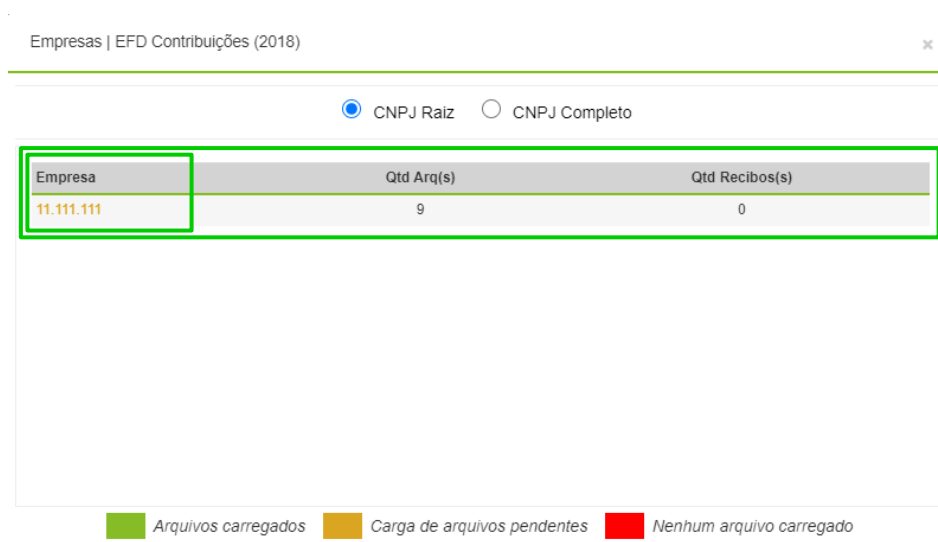 Empresas | EFD Contribuições (2018)
×
CNPJ Raiz CNPJ Completo
Empresa Qtd Arq(s) Qtd Recibos(s)
11.111.111 9 0
Arquivos carregados Carga de arquivos pendentes Nenhum arquivo carregado